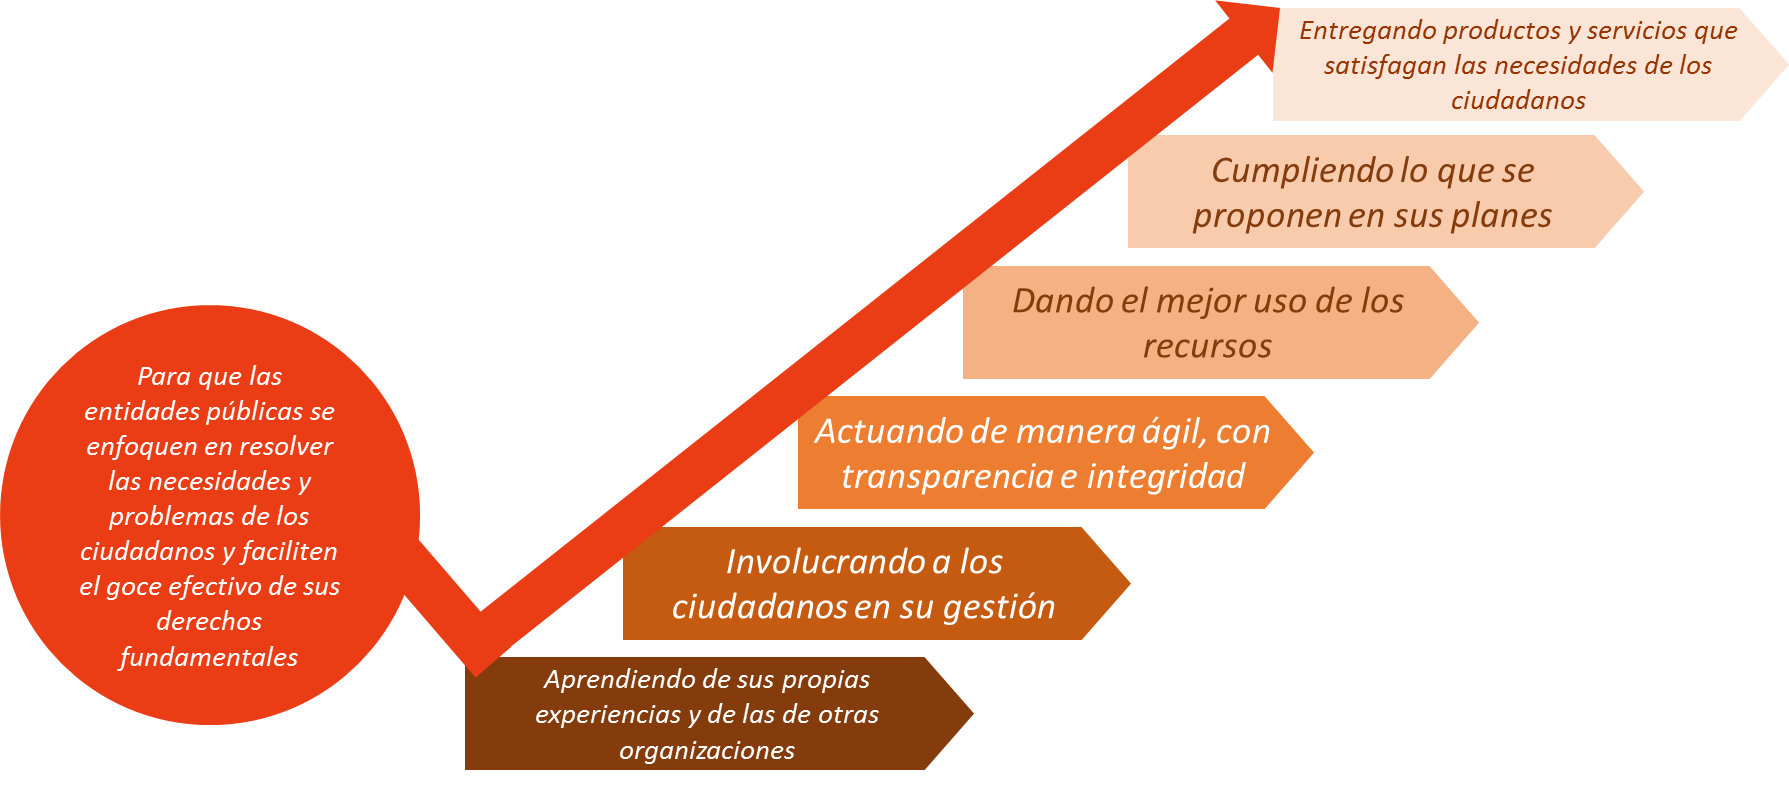 Para que las
entidades públicas se
enfoquen en resolver
las necesidades y
problemas de los
ciudadanos y faciliten
el goce efectivo de sus
derechos
fundamentales
Entregando productos y servicios que
satisfagan las necesidades de los
ciudadanos
Cumpliendo lo que se
proponen en sus planes
Dando el mejor uso de los
recursos
Actuando de manera ágil, con
transparencia e integridad
Involucrando a los
ciudadanos en su gestión
Aprendiendo de sus propias
experiencias y de las de otras
organizaciones